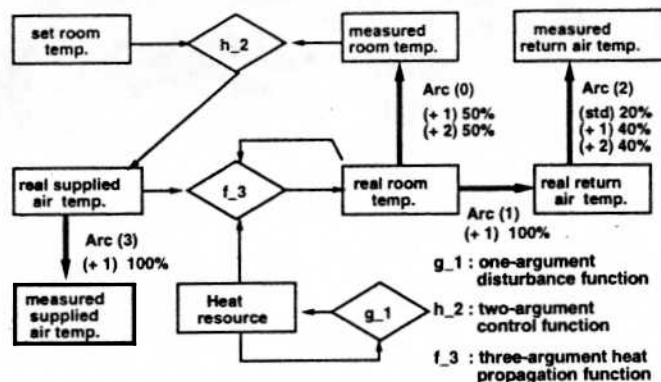 set room
temp.
h_2
measured
room temp.
measured
return air temp.
Arc (0)
(+ 1) 50%
(+ 2) 50%
Arc (2)
(std) 20%
(+ 1) 40%
(+ 2) 40%
real supplied
air temp.
f_3
real room
temp.
real return
air temp.
Arc (3)
(+ 1) 100%
Arc (1)
(+ 1) 100%
measured
supplied
air temp.
Heat
resource
g_1
g_1 : one-argument
disturbance function
h_2 : two-argument
control function
f_3 : three-argument heat
propagation function